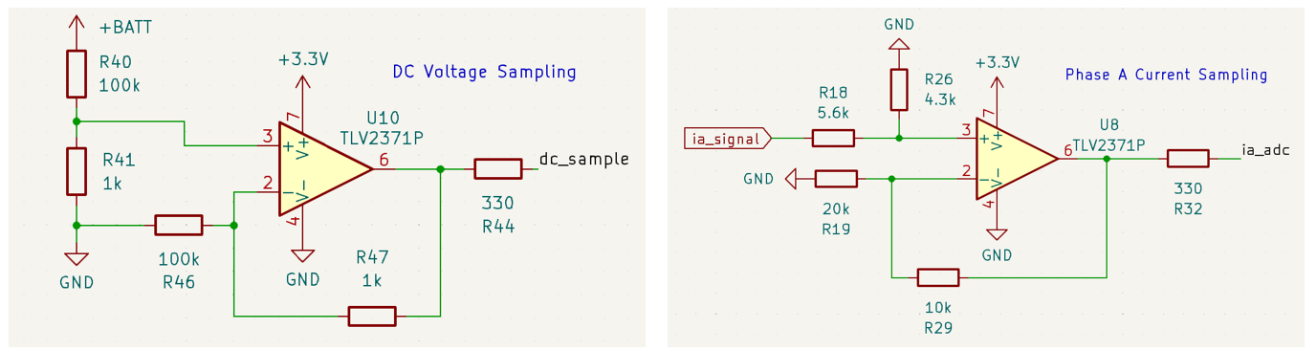 +BATT
R40
100k
+3.3V
DC Voltage Sampling
U10
TLV2371P
7
3
+
V+
6
dc_sample
R41
1k
2
−
V-
4
330
R44
100k
R46
GND
GND
R47
1k
GND
+3.3V
Phase A Current Sampling
R18
5.6k
R26
4.3k
7
U8
TLV2371P
ia_signal
3
+
V+
6
ia_adc
GND
2
−
V-
4
20k
R19
330
R32
GND
10k
R29